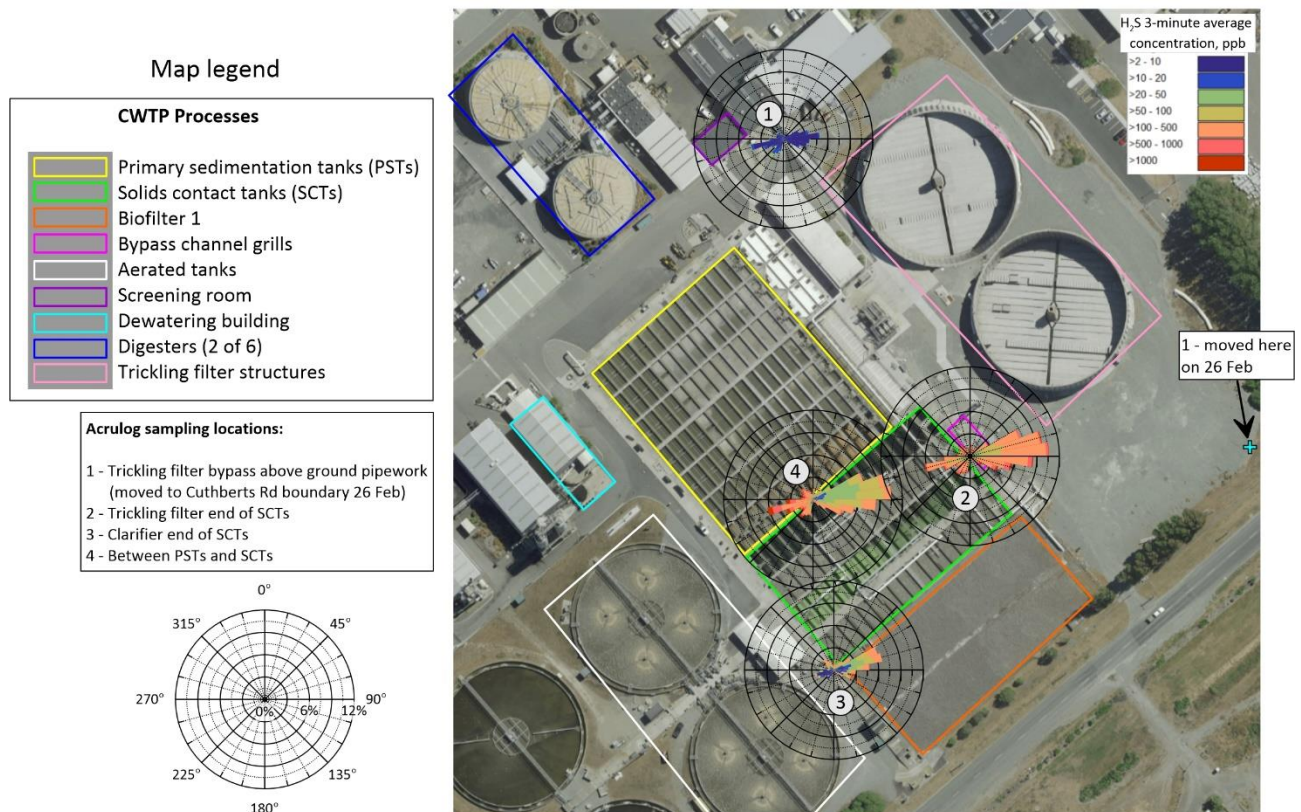 Map legend
CWTP Processes
Primary sedimentation tanks (PSTs)
Solids contact tanks (SCTs)
Biofilter 1
Bypass channel grills
Aerated tanks
Screening room
Dewatering building
Digesters (2 of 6)
Trickling filter structures
Acrulog sampling locations:
1 - Trickling filter bypass above ground pipework
(moved to Cuthberts Rd boundary 26 Feb)
2 - Trickling filter end of SCTs
3 - Clarifier end of SCTs
4 - Between PSTs and SCTs
0°
315° 45°
270° 0% 6% 12% 90°
225° 135°
180°
H₂S 3-minute average
concentration, ppb
>2 - 10
>10 - 20
>20 - 50
>50 - 100
>100 - 500
>500 - 1000
>1000
1
1 - moved here
on 26 Feb
4
2
3